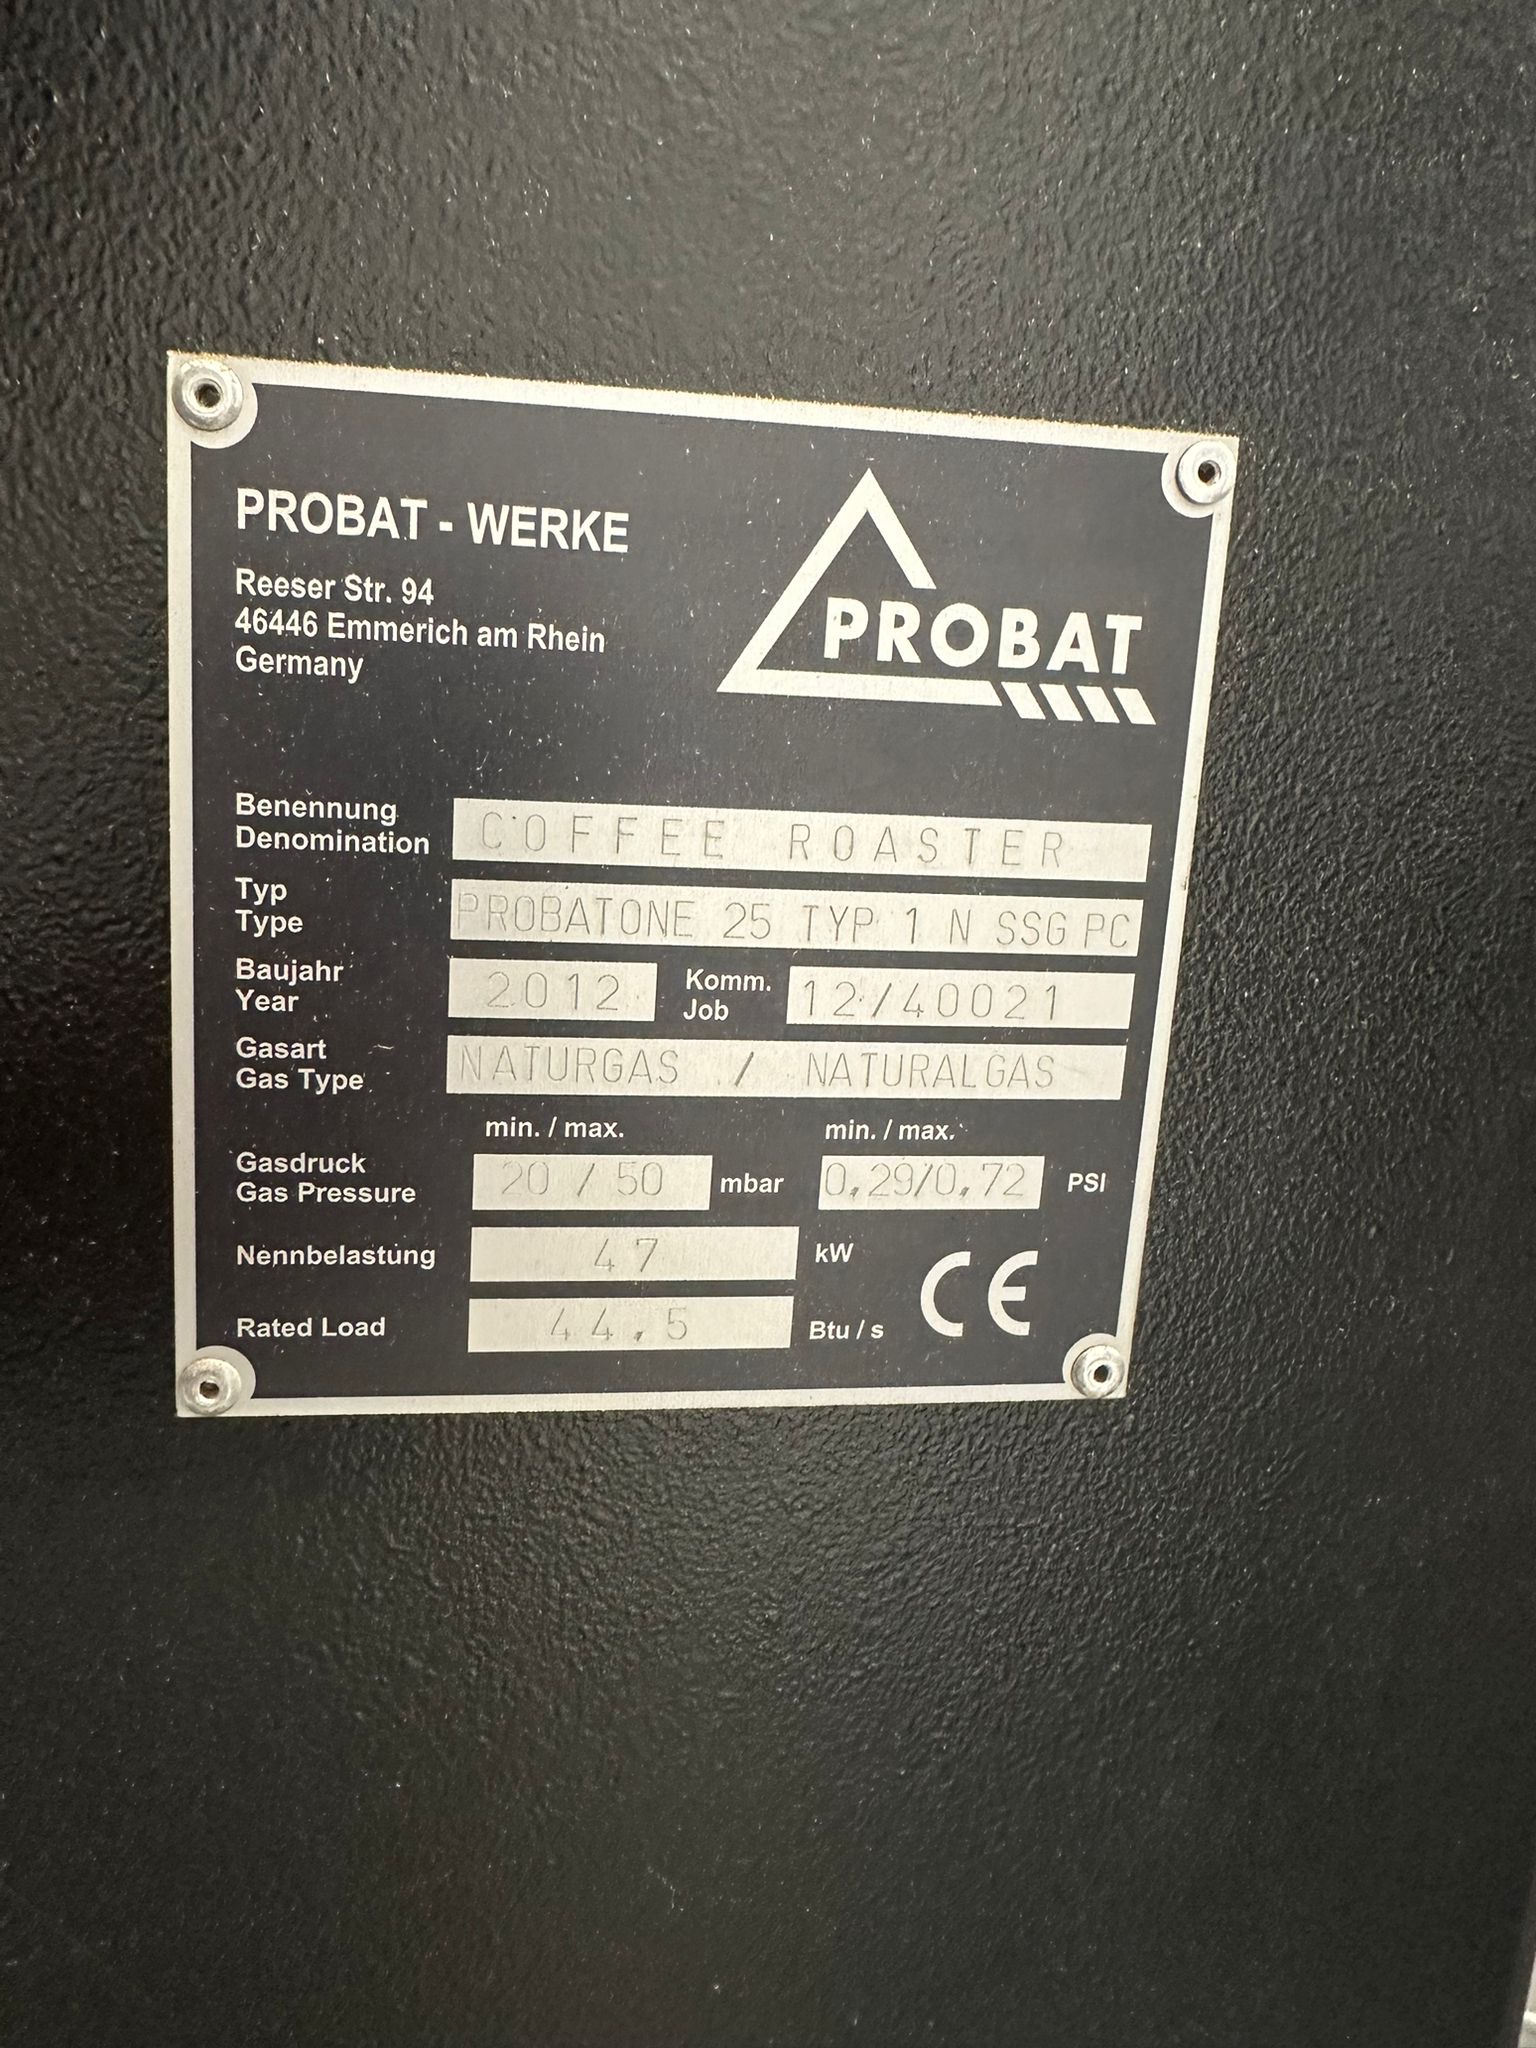 PROBAT - WERKE
Reeser Str. 94
46446 Emmerich am Rhein
Germany
PROBAT
Benennung
Denomination
COFFEE ROASTER
Typ
Type
PROBATONE 25 TYP 1 N SSG PC
Baujahr
Year
2012
Komm.
Job
12/40021
Gasart
Gas Type
NATURGAS / NATURALGAS
min. / max.
min. / max.
Gasdruck
Gas Pressure
20 / 50 mbar
0,29/0,72 PSI
Nennbelastung 47 kW
Rated Load 44,5 Btu / s
CE